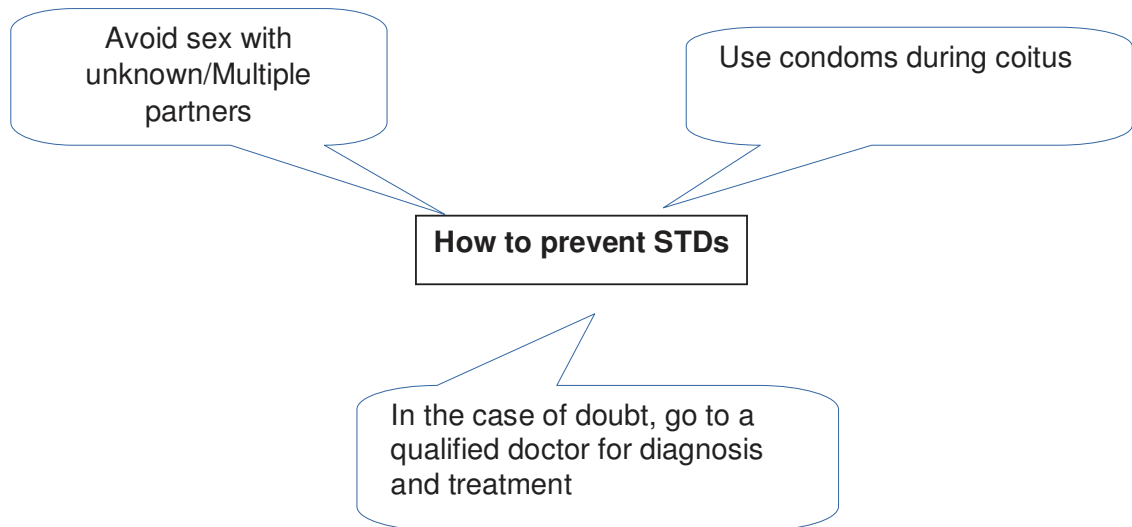 Avoid sex with
unknown/Multiple
partners
Use condoms during coitus
How to prevent STDs
In the case of doubt, go to a
qualified doctor for diagnosis
and treatment